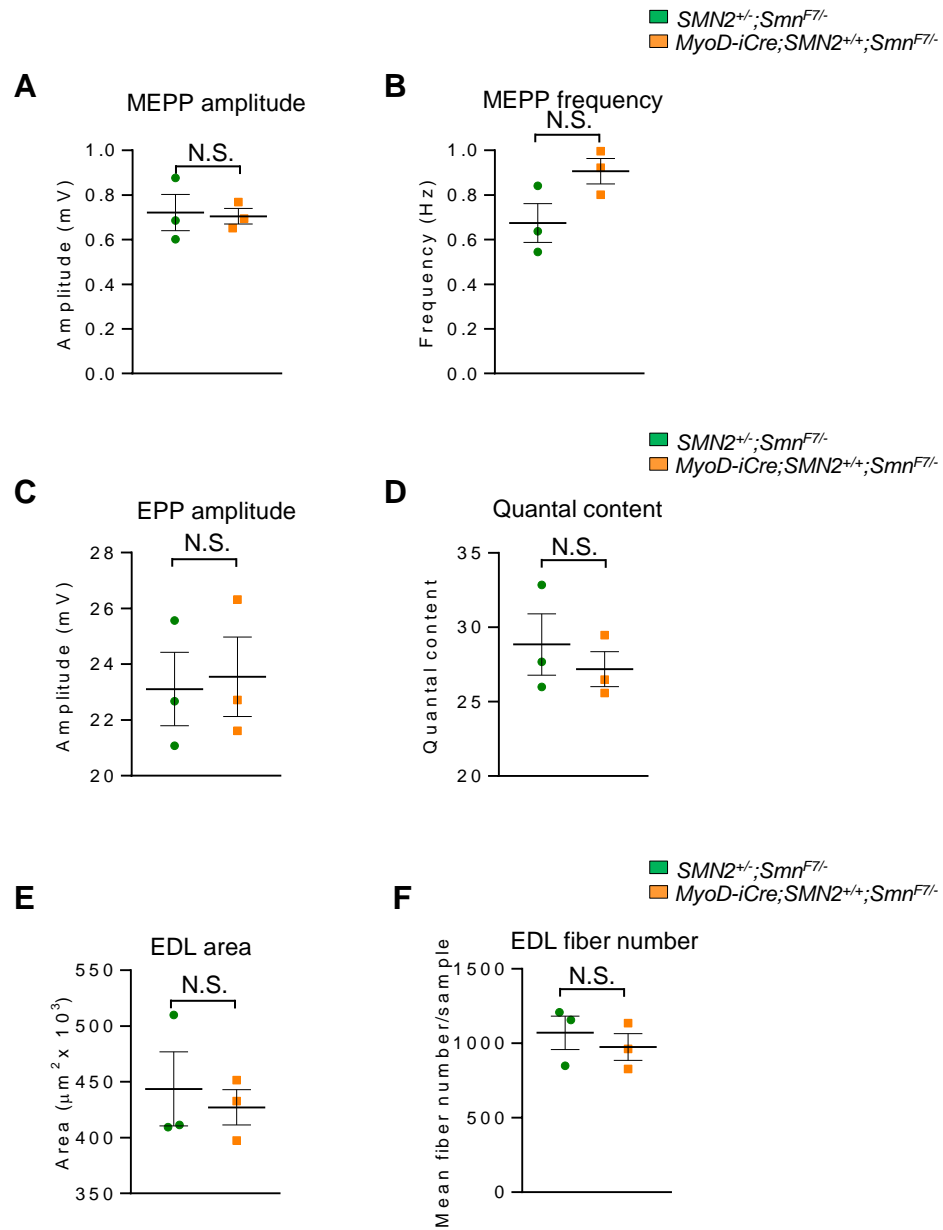 SMN2+/-;SmnF7/-
MyoD-iCre;SMN2+/+;SmnF7/-
A
MEPP amplitude
N.S.
1.0
0.8
0.6
0.4
0.2
0.0
Amplitude (mV)
B
MEPP frequency
N.S.
1.0
0.8
0.6
0.4
0.2
0.0
Frequency (Hz)
SMN2+/-;SmnF7/-
MyoD-iCre;SMN2+/+;SmnF7/-
C
EPP amplitude
N.S.
28
26
24
22
20
Amplitude (mV)
D
Quantal content
N.S.
35
30
25
20
Quantal content
SMN2+/-;SmnF7/-
MyoD-iCre;SMN2+/+;SmnF7/-
E
EDL area
N.S.
550
500
450
400
350
Area (μm2 x 103)
F
EDL fiber number
N.S.
1500
1000
500
0
Mean fiber number/sample